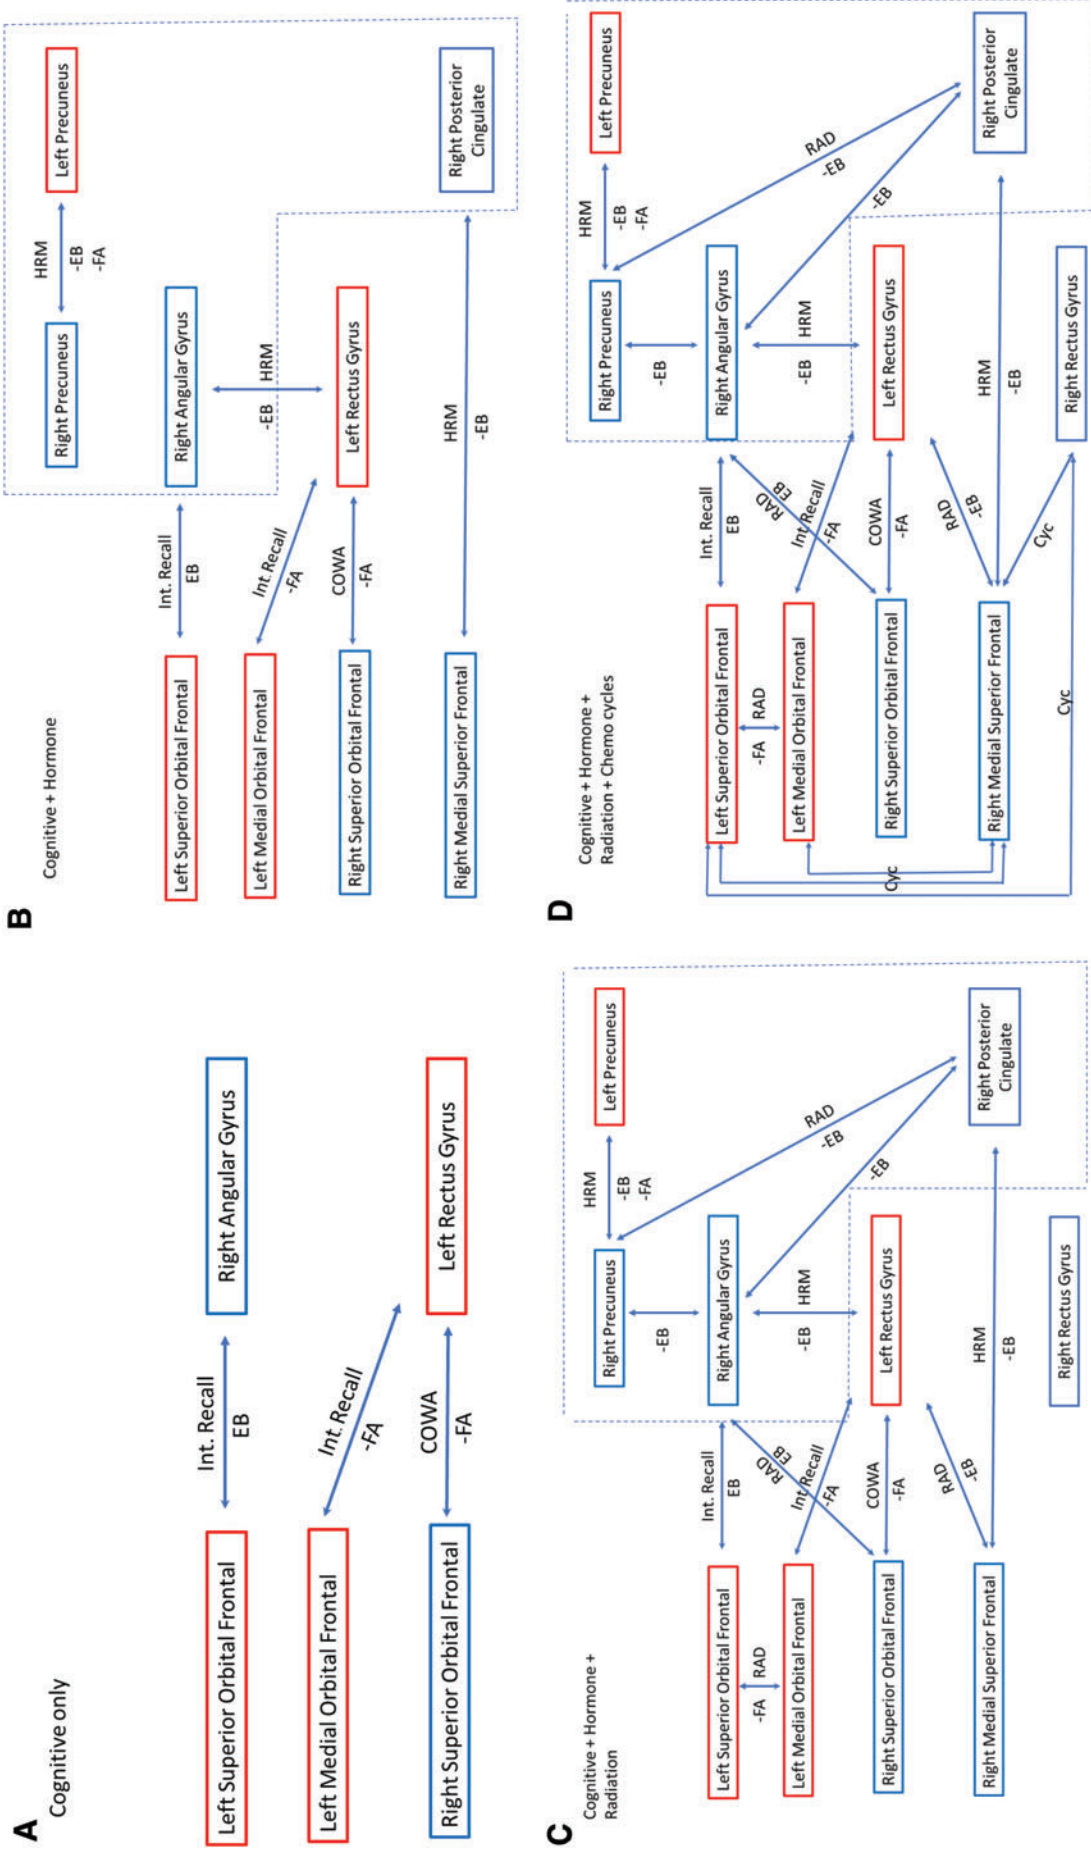 A
Cognitive only
Left Superior Orbital Frontal
Int. Recall
EB
Right Angular Gyrus
Left Medial Orbital Frontal
Int. Recall
-FA
Left Rectus Gyrus
Right Superior Orbital Frontal
COWA
-FA
B
Cognitive + Hormone
Right Precuneus
HRM
-EB
-FA
Left Precuneus
Left Superior Orbital Frontal
Int. Recall
EB
Right Angular Gyrus
-EB
HRM
Left Medial Orbital Frontal
Int. Recall
-FA
Left Rectus Gyrus
Right Superior Orbital Frontal
COWA
-FA
Right Medial Superior Frontal
HRM
-EB
Right Posterior
Cingulate
C
Cognitive + Hormone +
Radiation
Right Precuneus
HRM
-EB
-FA
Left Precuneus
-EB
RAD
-EB
Left Superior Orbital Frontal
Int. Recall
EB
Right Angular Gyrus
-EB
-FA
RAD
RAD
EB
-EB
HRM
Left Medial Orbital Frontal
Int. Recall
-FA
Left Rectus Gyrus
Right Superior Orbital Frontal
COWA
-FA
RAD
-EB
Right Medial Superior Frontal
HRM
-EB
Right Posterior
Cingulate
Right Rectus Gyrus
D
Cognitive + Hormone +
Radiation + Chemo cycles
Right Precuneus
HRM
-EB
-FA
Left Precuneus
-EB
RAD
-EB
Left Superior Orbital Frontal
Int. Recall
EB
Right Angular Gyrus
-EB
-FA
RAD
RAD
EB
-EB
HRM
Left Medial Orbital Frontal
Int. Recall
-FA
Left Rectus Gyrus
Cyc
Right Superior Orbital Frontal
COWA
-FA
RAD
-EB
Right Medial Superior Frontal
HRM
-EB
Right Posterior
Cingulate
Cyc
Cyc
Right Rectus Gyrus